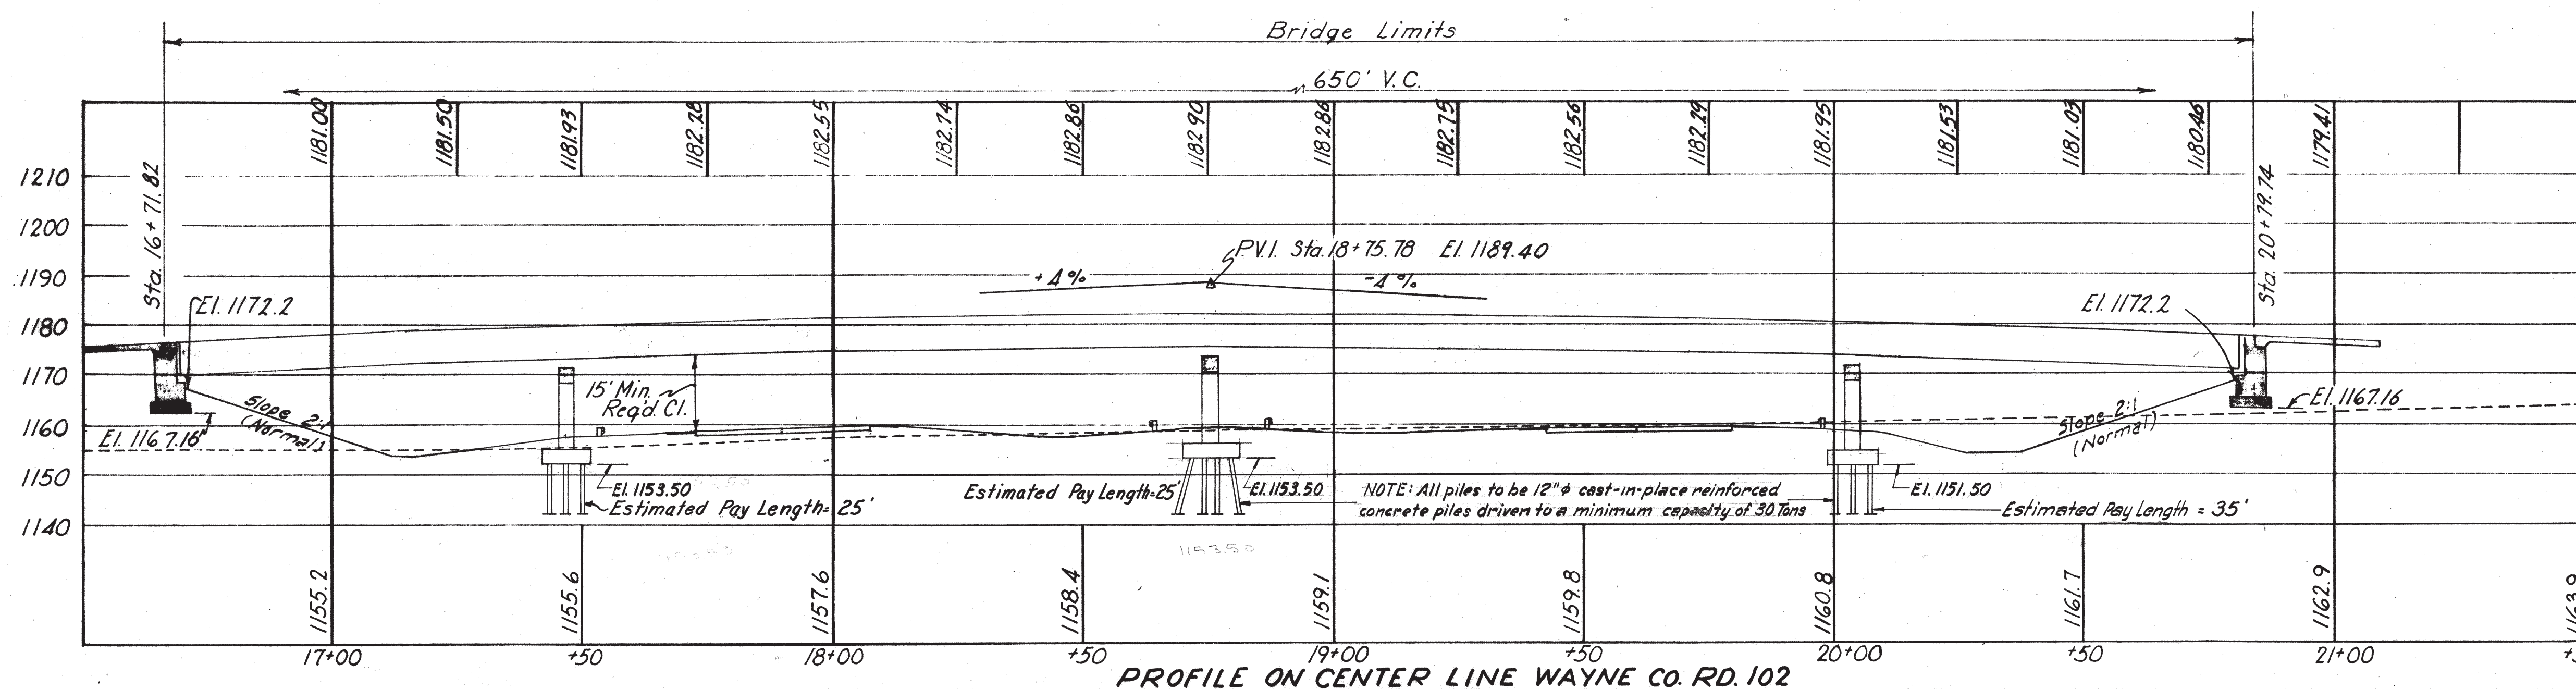 Bridge Limits
650' V.C.
1181.00
1181.50
1181.93
1182.28
1182.55
1182.74
1182.86
1182.90
1182.86
1182.75
1182.56
1182.29
1181.95
1181.53
1181.03
1180.46
1179.41
1210
1200
1190
1180
1170
1160
1150
1140
Sta. 16+71.82
Sta. 20+79.74
P.V.I. Sta. 18+75.78 El. 1189.40
+4%
-4%
El. 1172.2
El. 1172.2
15' Min.
Req'd Cl.
Slope 2:1
(Normal)
El. 1167.16
El. 1167.16
Slope 2:1
(Normal)
El. 1153.50
Estimated Pay Length= 25'
Estimated Pay Length=25'
El. 1153.50
NOTE: All piles to be 12"ϕ cast-in-place reinforced
concrete piles driven to a minimum capacity of 30 Tons
El. 1151.50
Estimated Pay Length = 35'
1153.50
1155.2
1155.6
1157.6
1158.4
1159.1
1159.8
1160.8
1161.7
1162.9
17+00
+50
18+00
+50
19+00
+50
20+00
+50
21+00
PROFILE ON CENTER LINE WAYNE CO. RD. 102